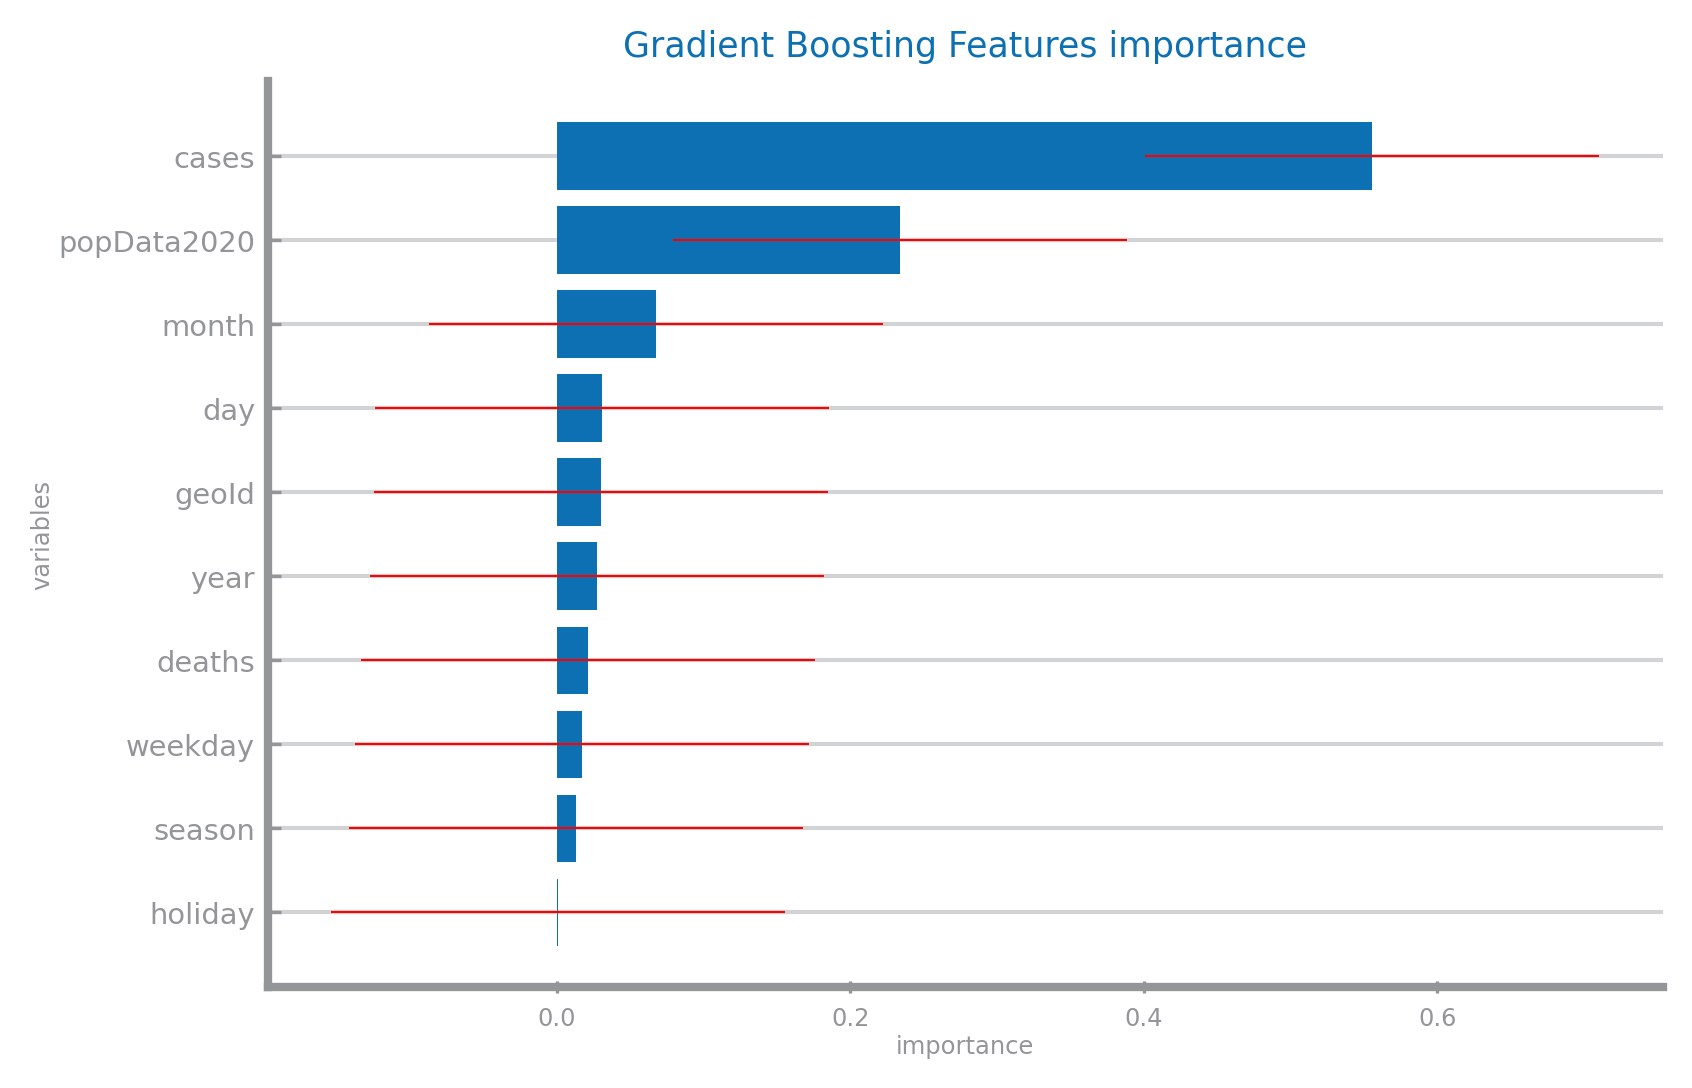 Gradient Boosting Features importance
cases
popData2020
month
day
geoId
year
deaths
weekday
season
holiday
variables
0.0 0.2 0.4 0.6
importance